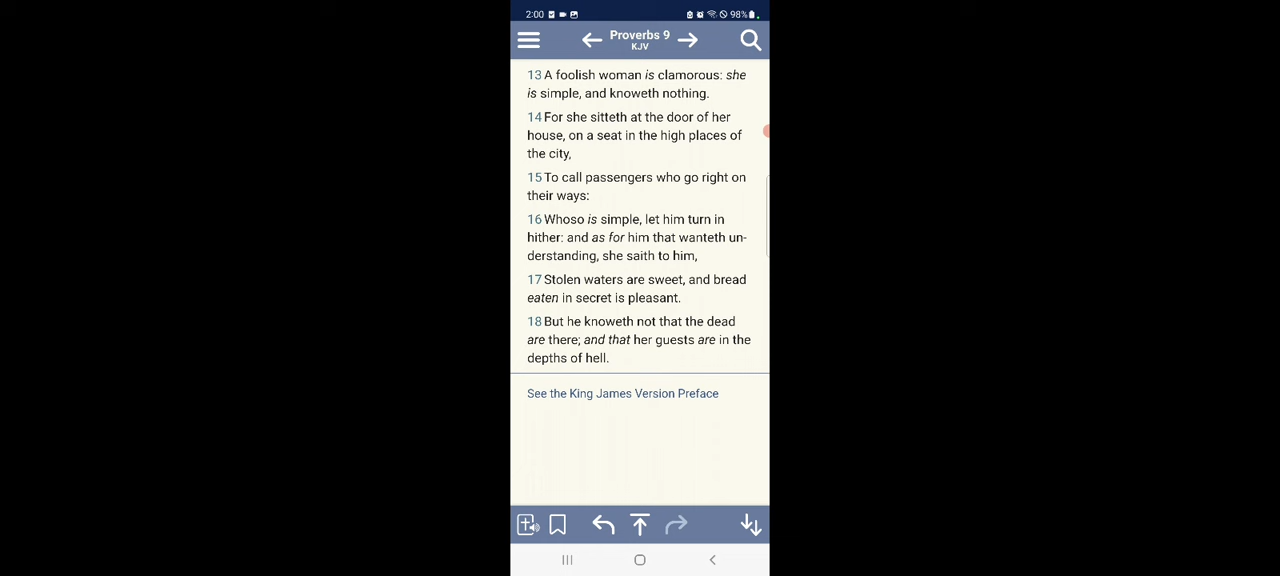 2:00
98%
Proverbs 9
KJV
13 A foolish woman is clamorous: she
is simple, and knoweth nothing.
14 For she sitteth at the door of her
house, on a seat in the high places of
the city,
15 To call passengers who go right on
their ways:
16 Whoso is simple, let him turn in
hither: and as for him that wanteth un-
derstanding, she saith to him,
17 Stolen waters are sweet, and bread
eaten in secret is pleasant.
18 But he knoweth not that the dead
are there; and that her guests are in the
depths of hell.
See the King James Version Preface